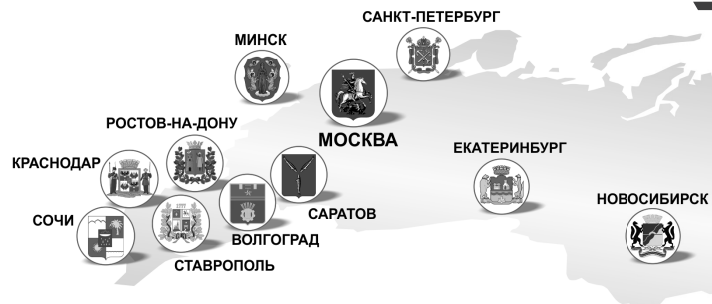 САНКТ-ПЕТЕРБУРГ
МИНСК
МОСКВА
РОСТОВ-НА-ДОНУ
КРАСНОДАР
ЕКАТЕРИНБУРГ
НОВОСИБИРСК
СОЧИ
САРАТОВ
ВОЛГОГРАД
СТАВРОПОЛЬ